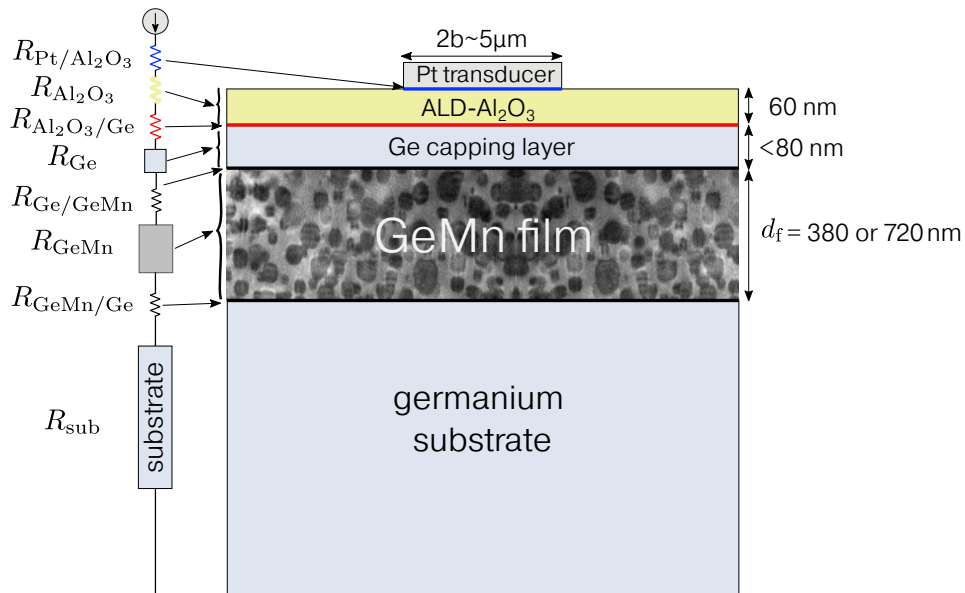 2b~5μm
Pt transducer
R_Pt/Al₂O₃
R_Al₂O₃
R_Al₂O₃/Ge
R_Ge
R_Ge/GeMn
R_GeMn
R_GeMn/Ge
R_sub
substrate
ALD-Al₂O₃
60 nm
Ge capping layer
<80 nm
GeMn film
d_f = 380 or 720 nm
germanium
substrate